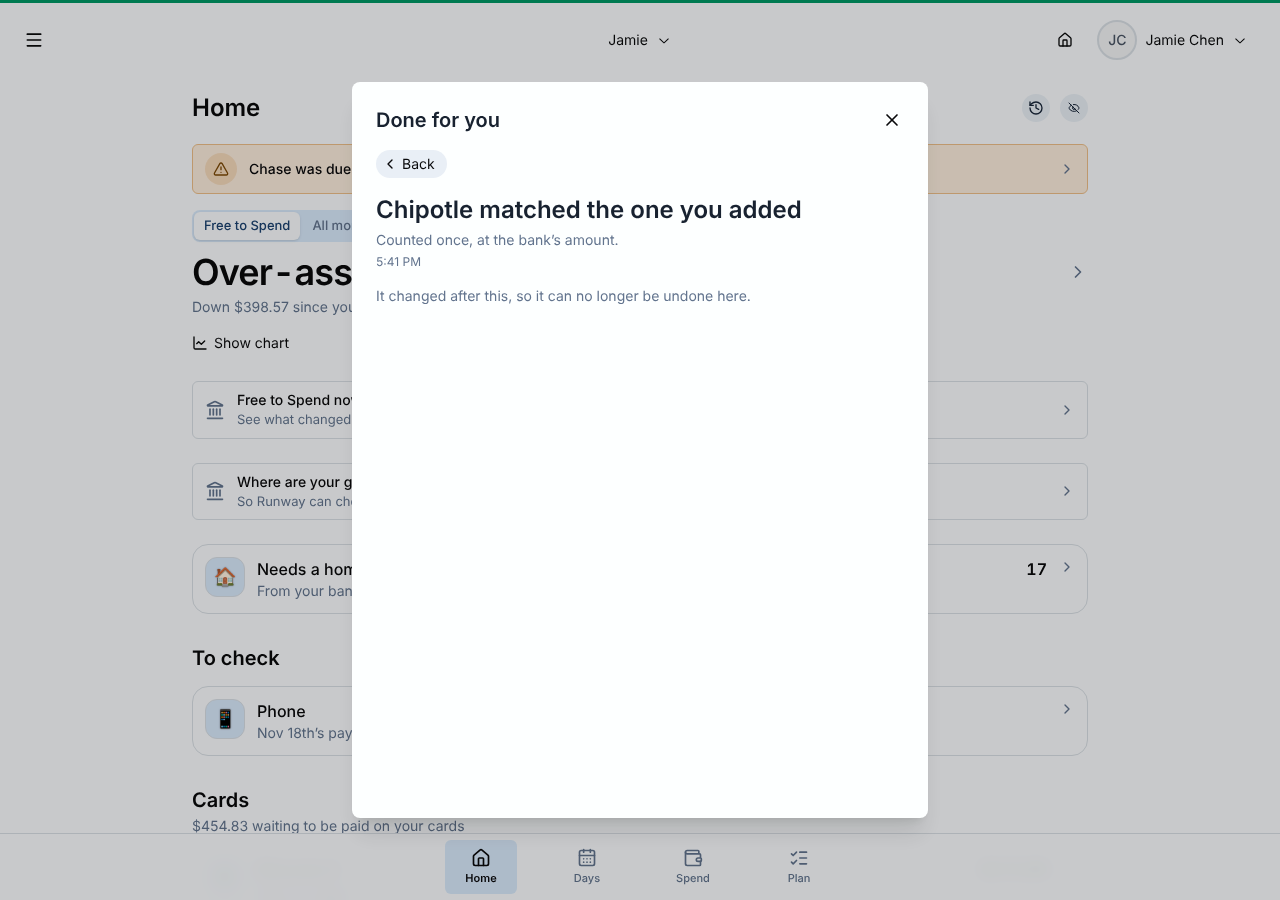 Jamie
JC
Jamie Chen
Home
Chase was due
Free to Spend
All mo
Over-ass
Down $398.57 since you
Show chart
Free to Spend now
See what changed
Where are your g
So Runway can che
Needs a hom
From your ban
17
To check
Phone
Nov 18th’s pay
Cards
$454.83 waiting to be paid on your cards
Done for you
Back
Chipotle matched the one you added
Counted once, at the bank’s amount.
5:41 PM
It changed after this, so it can no longer be undone here.
Home
Days
Spend
Plan